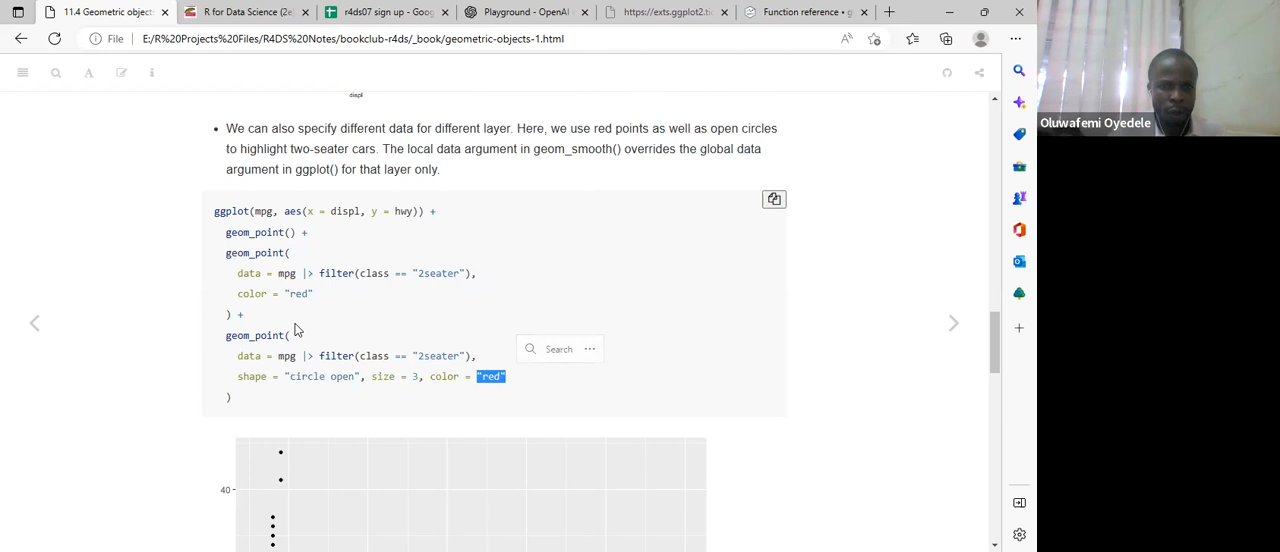 11.4 Geometric object
R for Data Science (2e
r4ds07 sign up - Goog
Playground - OpenAI
https://exts.ggplot2.ti
Function reference • g
File
E:/R%20Projects%20Files/R4DS%20Notes/bookclub-r4ds/_book/geometric-objects-1.html
displ
• We can also specify different data for different layer. Here, we use red points as well as open circles
to highlight two-seater cars. The local data argument in geom_smooth() overrides the global data
argument in ggplot() for that layer only.
ggplot(mpg, aes(x = displ, y = hwy)) +
geom_point() +
geom_point(
data = mpg |> filter(class == "2seater"),
color = "red"
) +
geom_point(
data = mpg |> filter(class == "2seater"),
shape = "circle open", size = 3, color = "red"
)
Search
40
Oluwafemi Oyedele